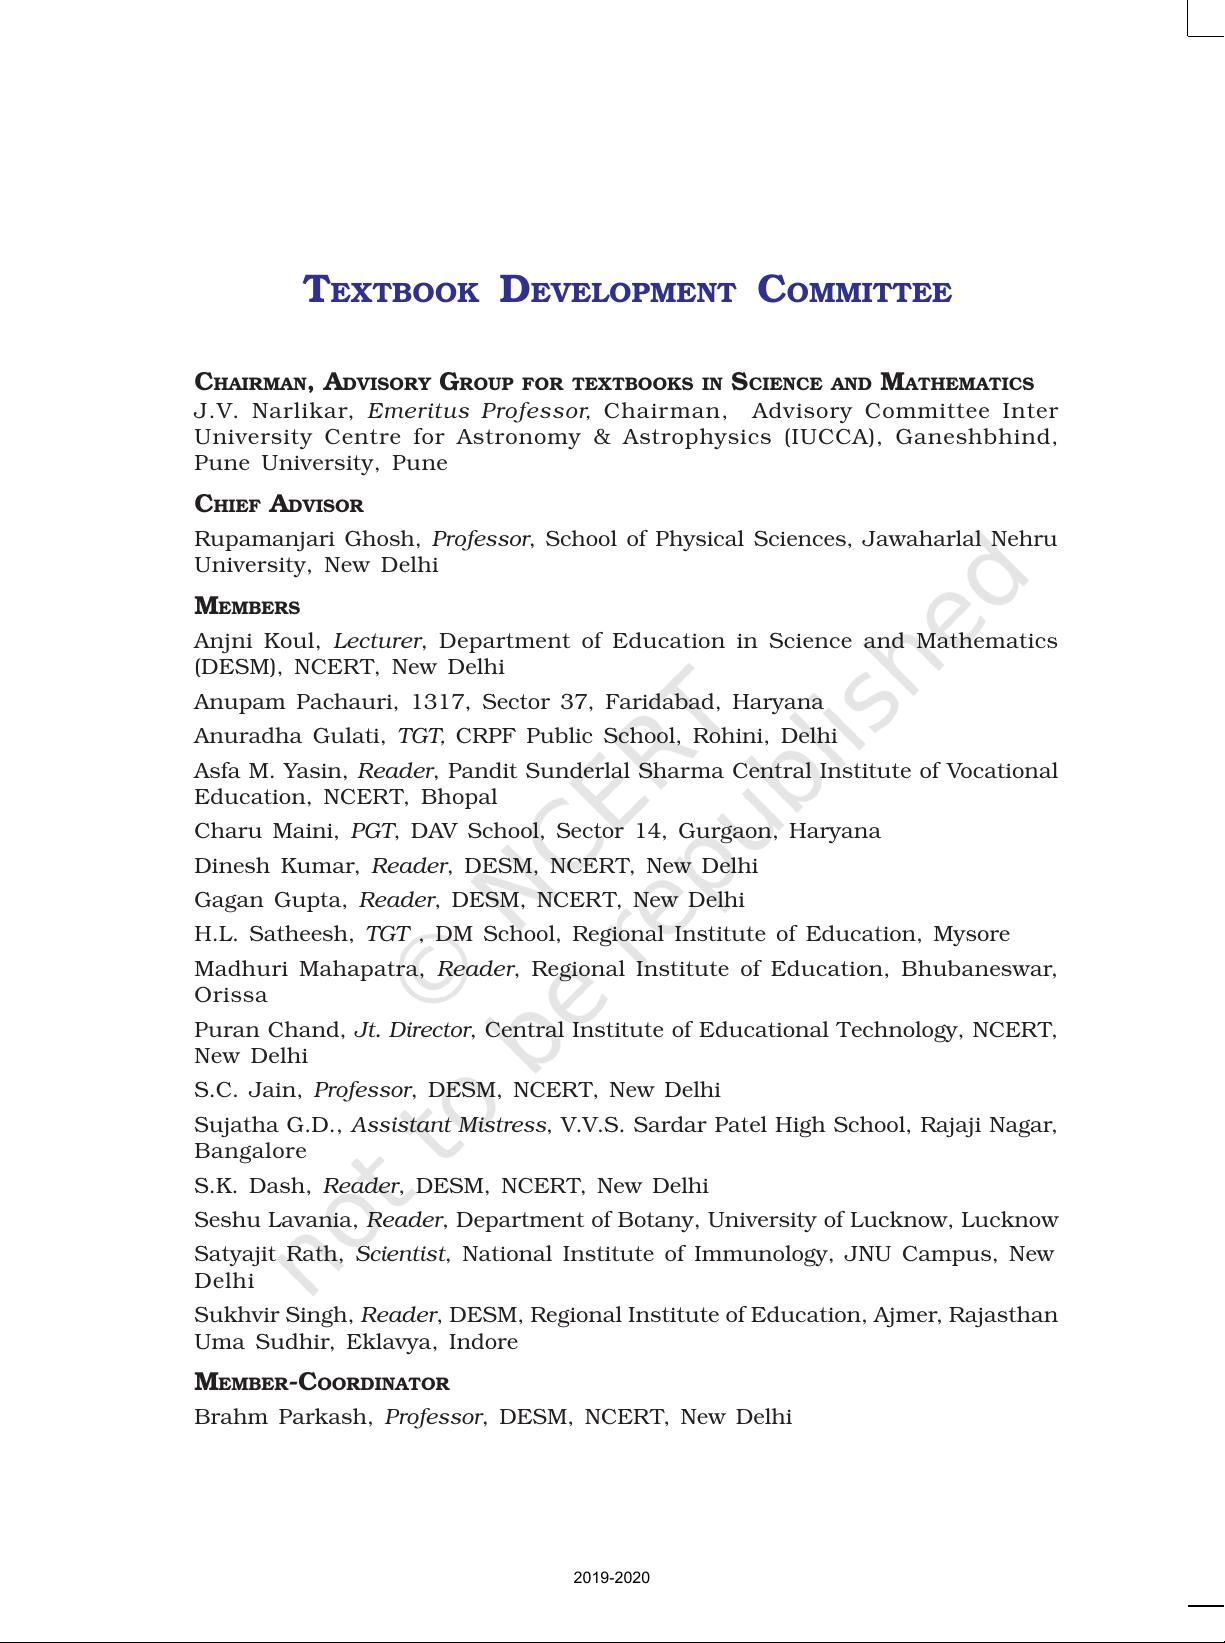 TEXTBOOK DEVELOPMENT COMMITTEE
CHAIRMAN, ADVISORY GROUP FOR TEXTBOOKS IN SCIENCE AND MATHEMATICS
J.V. Narlikar, Emeritus Professor, Chairman, Advisory Committee Inter
University Centre for Astronomy & Astrophysics (IUCCA), Ganeshbhind,
Pune University, Pune
CHIEF ADVISOR
Rupamanjari Ghosh, Professor, School of Physical Sciences, Jawaharlal Nehru
University, New Delhi
MEMBERS
Anjni Koul, Lecturer, Department of Education in Science and Mathematics
(DESM), NCERT, New Delhi
Anupam Pachauri, 1317, Sector 37, Faridabad, Haryana
Anuradha Gulati, TGT, CRPF Public School, Rohini, Delhi
Asfa M. Yasin, Reader, Pandit Sunderlal Sharma Central Institute of Vocational
Education, NCERT, Bhopal
Charu Maini, PGT, DAV School, Sector 14, Gurgaon, Haryana
Dinesh Kumar, Reader, DESM, NCERT, New Delhi
Gagan Gupta, Reader, DESM, NCERT, New Delhi
H.L. Satheesh, TGT , DM School, Regional Institute of Education, Mysore
Madhuri Mahapatra, Reader, Regional Institute of Education, Bhubaneswar,
Orissa
Puran Chand, Jt. Director, Central Institute of Educational Technology, NCERT,
New Delhi
S.C. Jain, Professor, DESM, NCERT, New Delhi
Sujatha G.D., Assistant Mistress, V.V.S. Sardar Patel High School, Rajaji Nagar,
Bangalore
S.K. Dash, Reader, DESM, NCERT, New Delhi
Seshu Lavania, Reader, Department of Botany, University of Lucknow, Lucknow
Satyajit Rath, Scientist, National Institute of Immunology, JNU Campus, New
Delhi
Sukhvir Singh, Reader, DESM, Regional Institute of Education, Ajmer, Rajasthan
Uma Sudhir, Eklavya, Indore
MEMBER-COORDINATOR
Brahm Parkash, Professor, DESM, NCERT, New Delhi
© NCERT
not to be republished
2019-2020